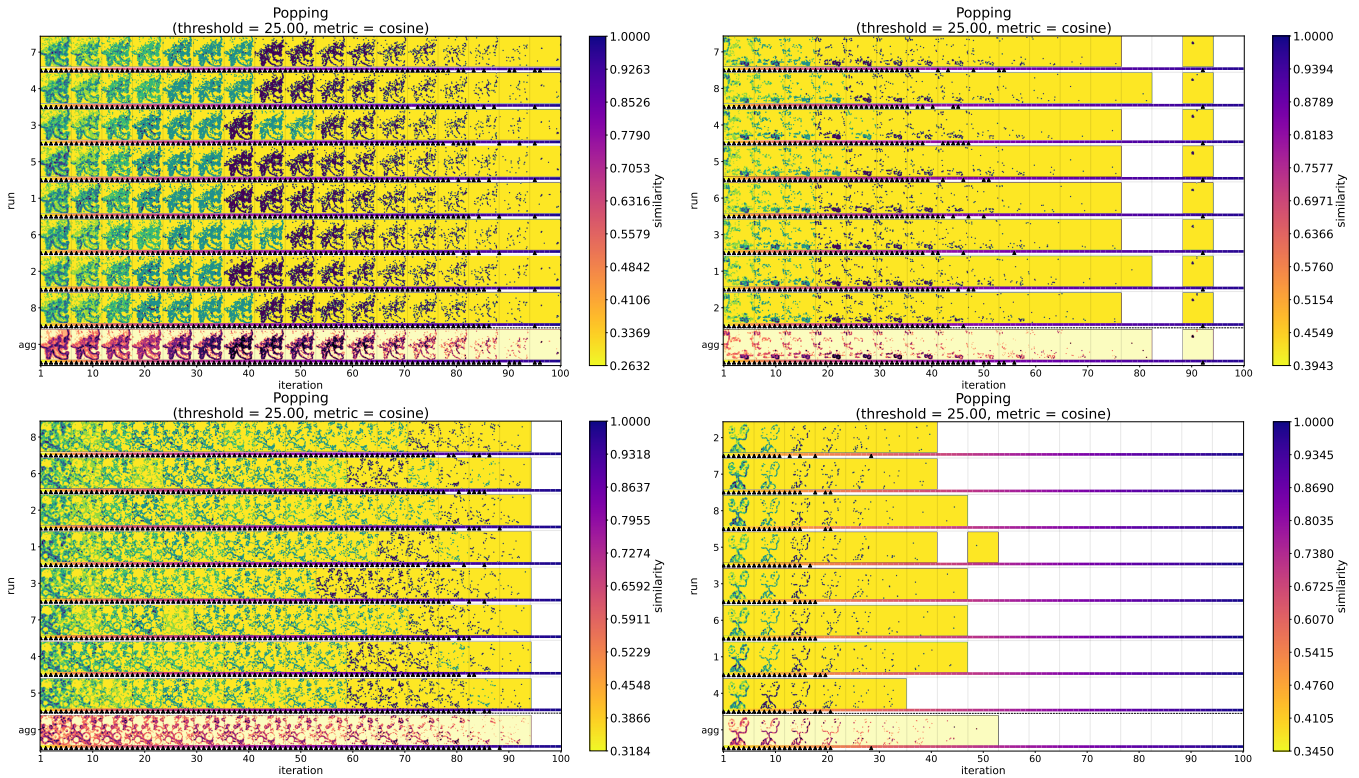 Popping
(threshold = 25.00, metric = cosine)
7
4
3
5
1
6
2
8
agg
run
1 10 20 30 40 50 60 70 80 90 100
iteration
1.0000
0.9263
0.8526
0.7790
0.7053
0.6316
0.5579
0.4842
0.4106
0.3369
0.2632
similarity
Popping
(threshold = 25.00, metric = cosine)
7
8
4
5
6
3
1
2
agg
run
1 10 20 30 40 50 60 70 80 90 100
iteration
1.0000
0.9394
0.8789
0.8183
0.7577
0.6971
0.6366
0.5760
0.5154
0.4549
0.3943
similarity
Popping
(threshold = 25.00, metric = cosine)
8
6
2
1
3
7
4
5
agg
run
1 10 20 30 40 50 60 70 80 90 100
iteration
1.0000
0.9318
0.8637
0.7955
0.7274
0.6592
0.5911
0.5229
0.4548
0.3866
0.3184
similarity
Popping
(threshold = 25.00, metric = cosine)
2
7
8
5
3
6
1
4
agg
run
1 10 20 30 40 50 60 70 80 90 100
iteration
1.0000
0.9345
0.8690
0.8035
0.7380
0.6725
0.6070
0.5415
0.4760
0.4105
0.3450
similarity